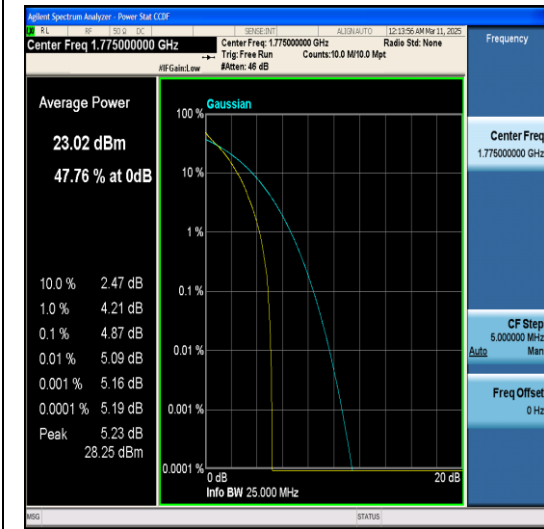 Agilent Spectrum Analyzer - Power Stat CCDF
RL RF 50 Ω DC SENSE:INT ALIGNAUTO 12:13:56 AM Mar 11, 2025
Center Freq 1.775000000 GHz
Center Freq: 1.775000000 GHz Radio Std: None
Trig: Free Run Counts:10.0 M/10.0 Mpt
#IFGain:Low #Atten: 46 dB
Frequency
Average Power
23.02 dBm
47.76 % at 0dB
10.0 % 2.47 dB
1.0 % 4.21 dB
0.1 % 4.87 dB
0.01 % 5.09 dB
0.001 % 5.16 dB
0.0001 % 5.19 dB
Peak 5.23 dB
28.25 dBm
100 % Gaussian
10 %
1 %
0.1 %
0.01 %
0.001 %
0.0001 %
0 dB 20 dB
Info BW 25.000 MHz
Center Freq
1.775000000 GHz
CF Step
5.000000 MHz
Auto Man
Freq Offset
0 Hz
MSG STATUS